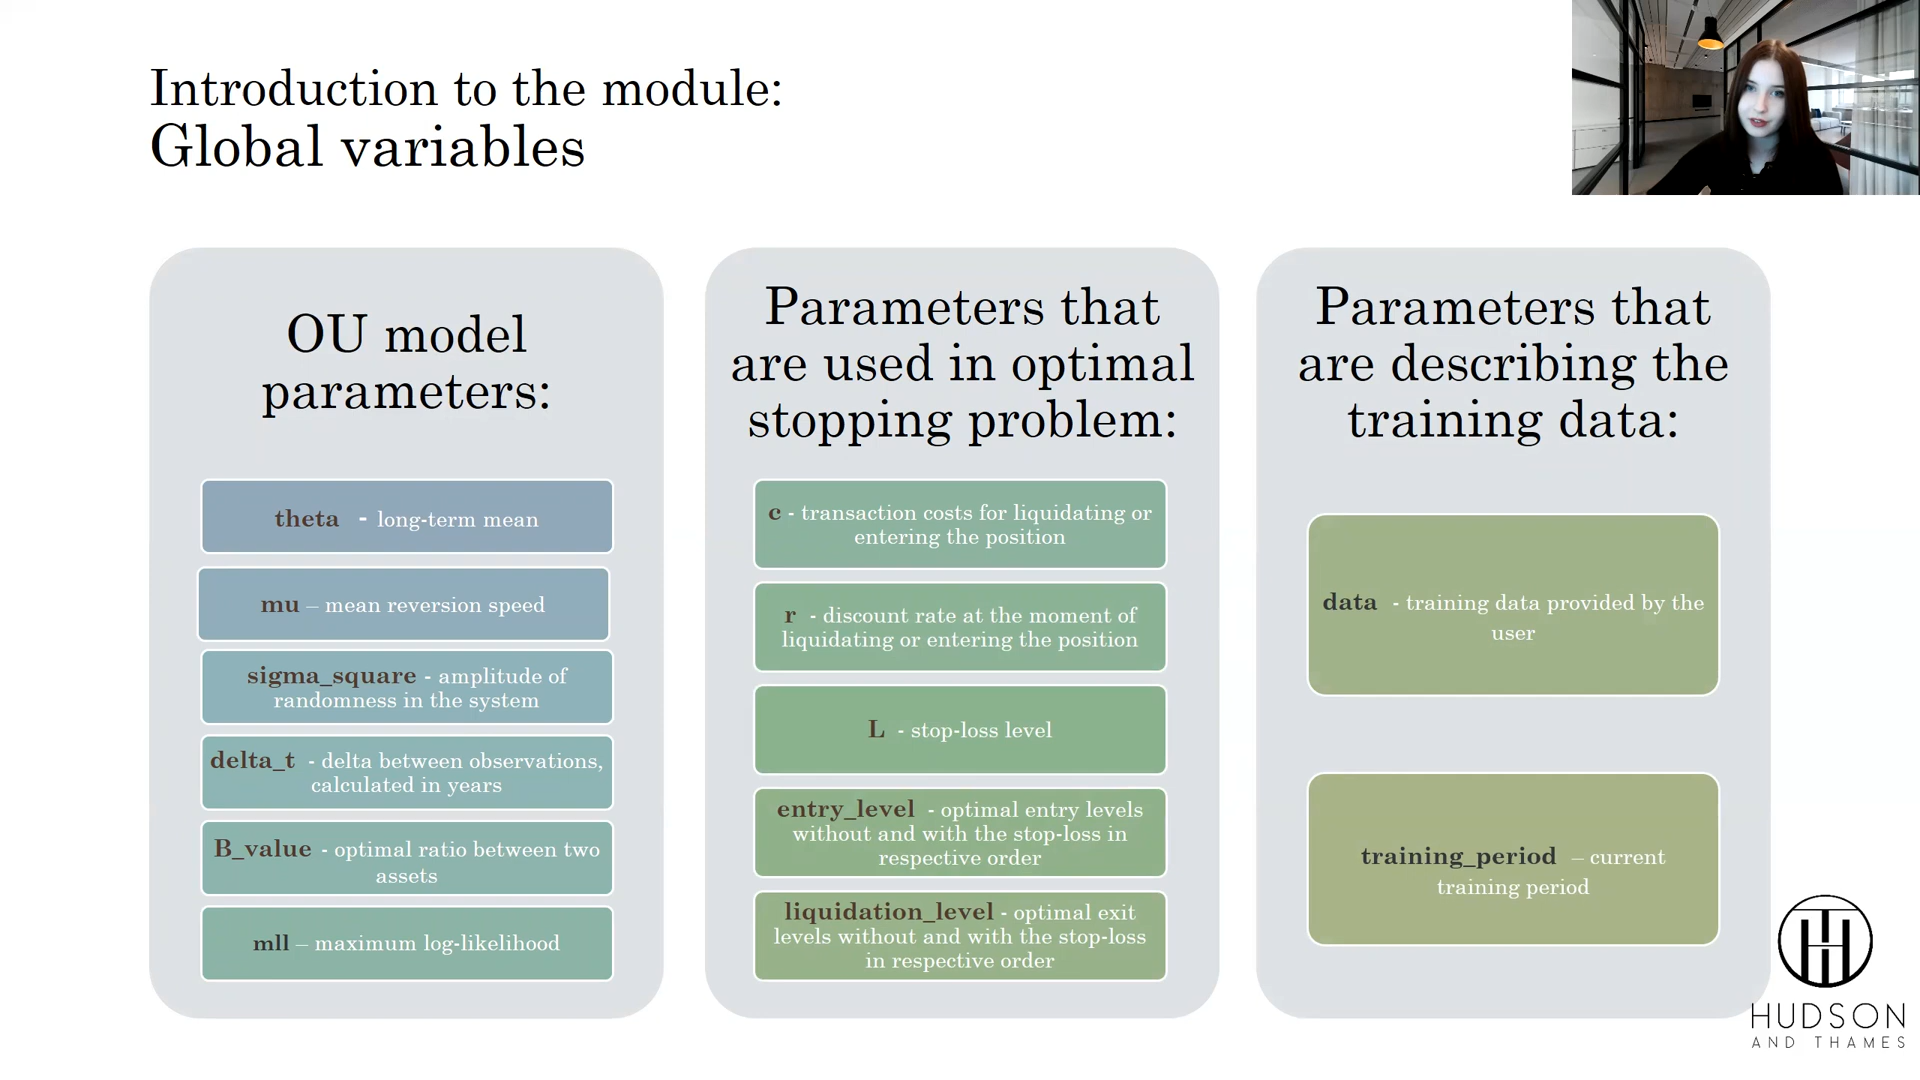 Introduction to the module:
Global variables
OU model
parameters:
theta - long-term mean
mu – mean reversion speed
sigma_square - amplitude of
randomness in the system
delta_t - delta between observations,
calculated in years
B_value - optimal ratio between two
assets
mll – maximum log-likelihood
Parameters that
are used in optimal
stopping problem:
c - transaction costs for liquidating or
entering the position
r - discount rate at the moment of
liquidating or entering the position
L - stop-loss level
entry_level - optimal entry levels
without and with the stop-loss in
respective order
liquidation_level - optimal exit
levels without and with the stop-loss
in respective order
Parameters that
are describing the
training data:
data - training data provided by the
user
training_period – current
training period
HUDSON
AND THAMES